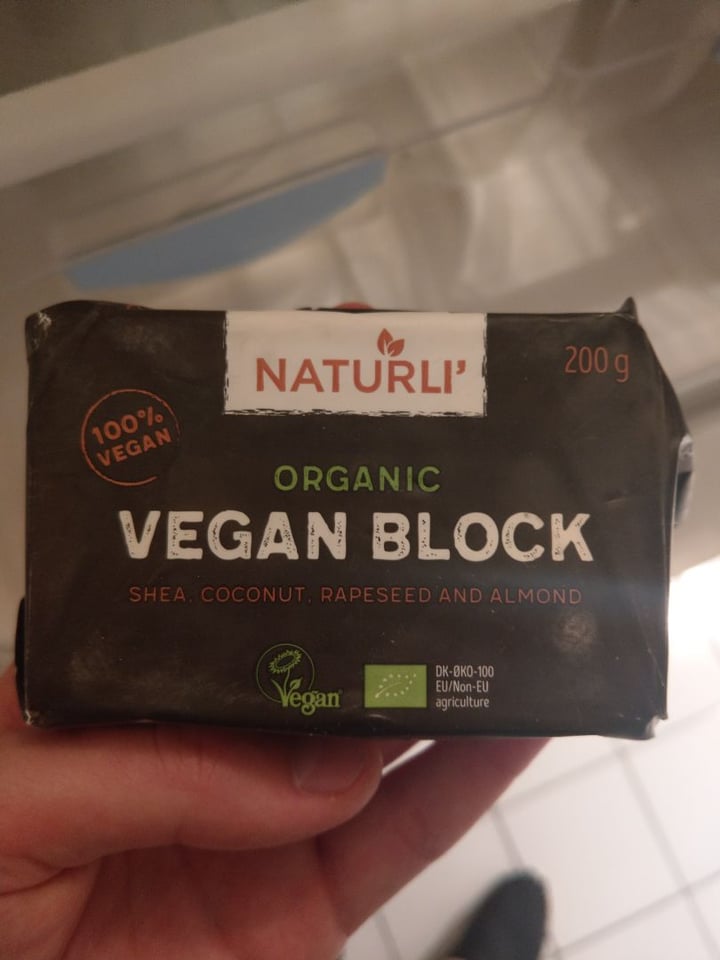 NATURLI'
200 g
100%
VEGAN
ORGANIC
VEGAN BLOCK
SHEA, COCONUT, RAPESEED AND ALMOND
Vegan
DK-ØKO-100
EU/Non-EU
agriculture